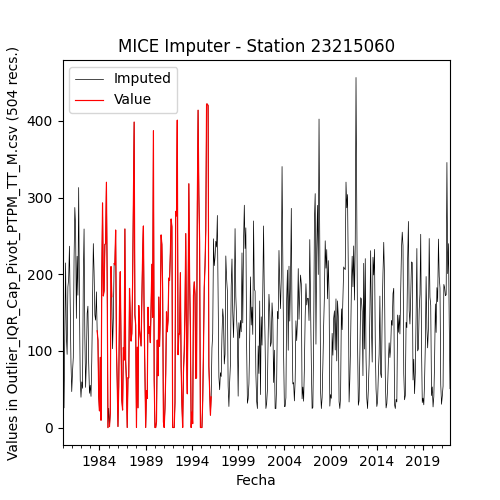 MICE Imputer - Station 23215060
Imputed
Value
Values in Outlier_IQR_Cap_Pivot_PTPM_TT_M.csv (504 recs.)
400
300
200
100
0
1984 1989 1994 1999 2004 2009 2014 2019
Fecha